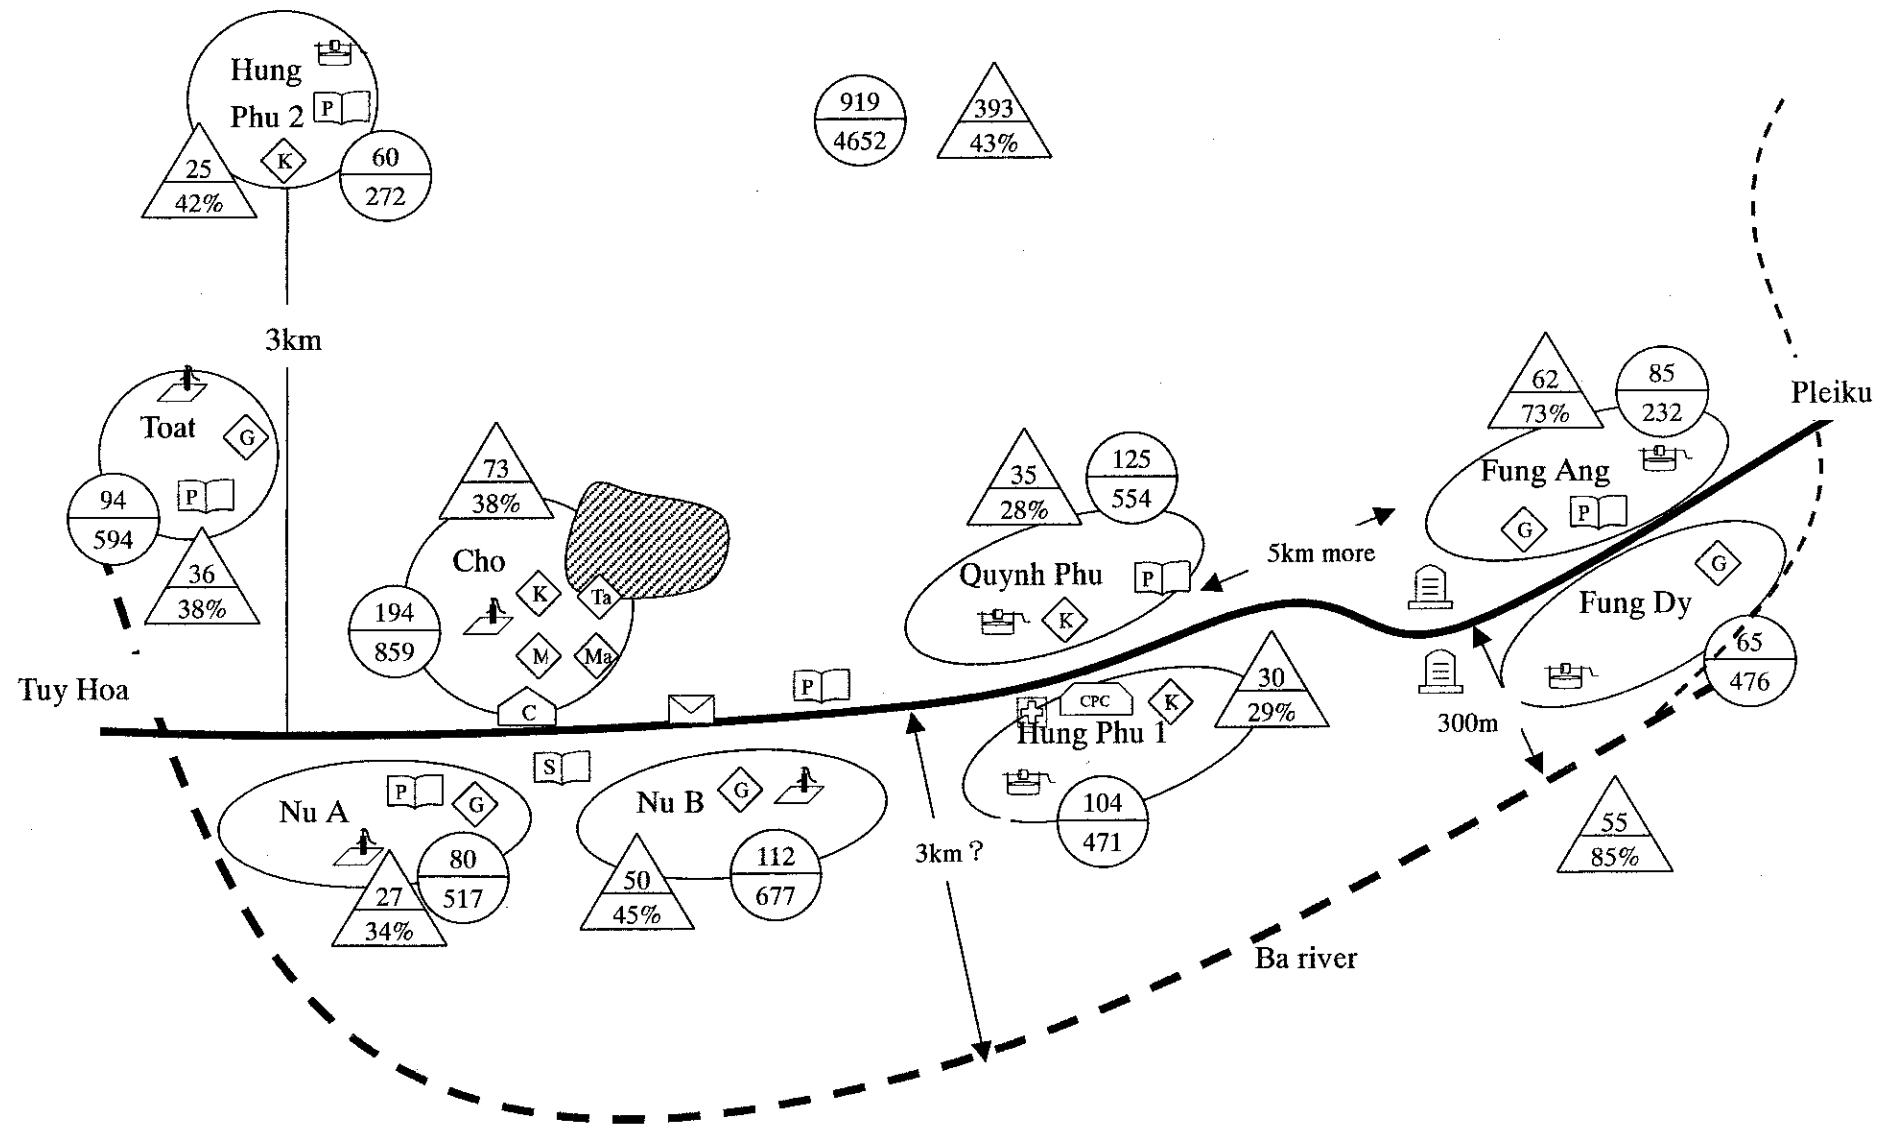 Hung
Phu 2
P
K
25
42%
60
272
919
4652
393
43%
3km
Toat
G
P
94
594
36
38%
73
38%
Cho
K
Ta
M
Ma
194
859
C
Tuy Hoa
35
28%
125
554
Quynh Phu
P
K
5km more
62
73%
85
232
Pleiku
Fung Ang
G
P
G
Fung Dy
65
476
300m
55
85%
P
CPC
K
Hung Phu 1
30
29%
104
471
S
Nu A
P
G
80
517
27
34%
Nu B
G
112
677
50
45%
3km ?
Ba river